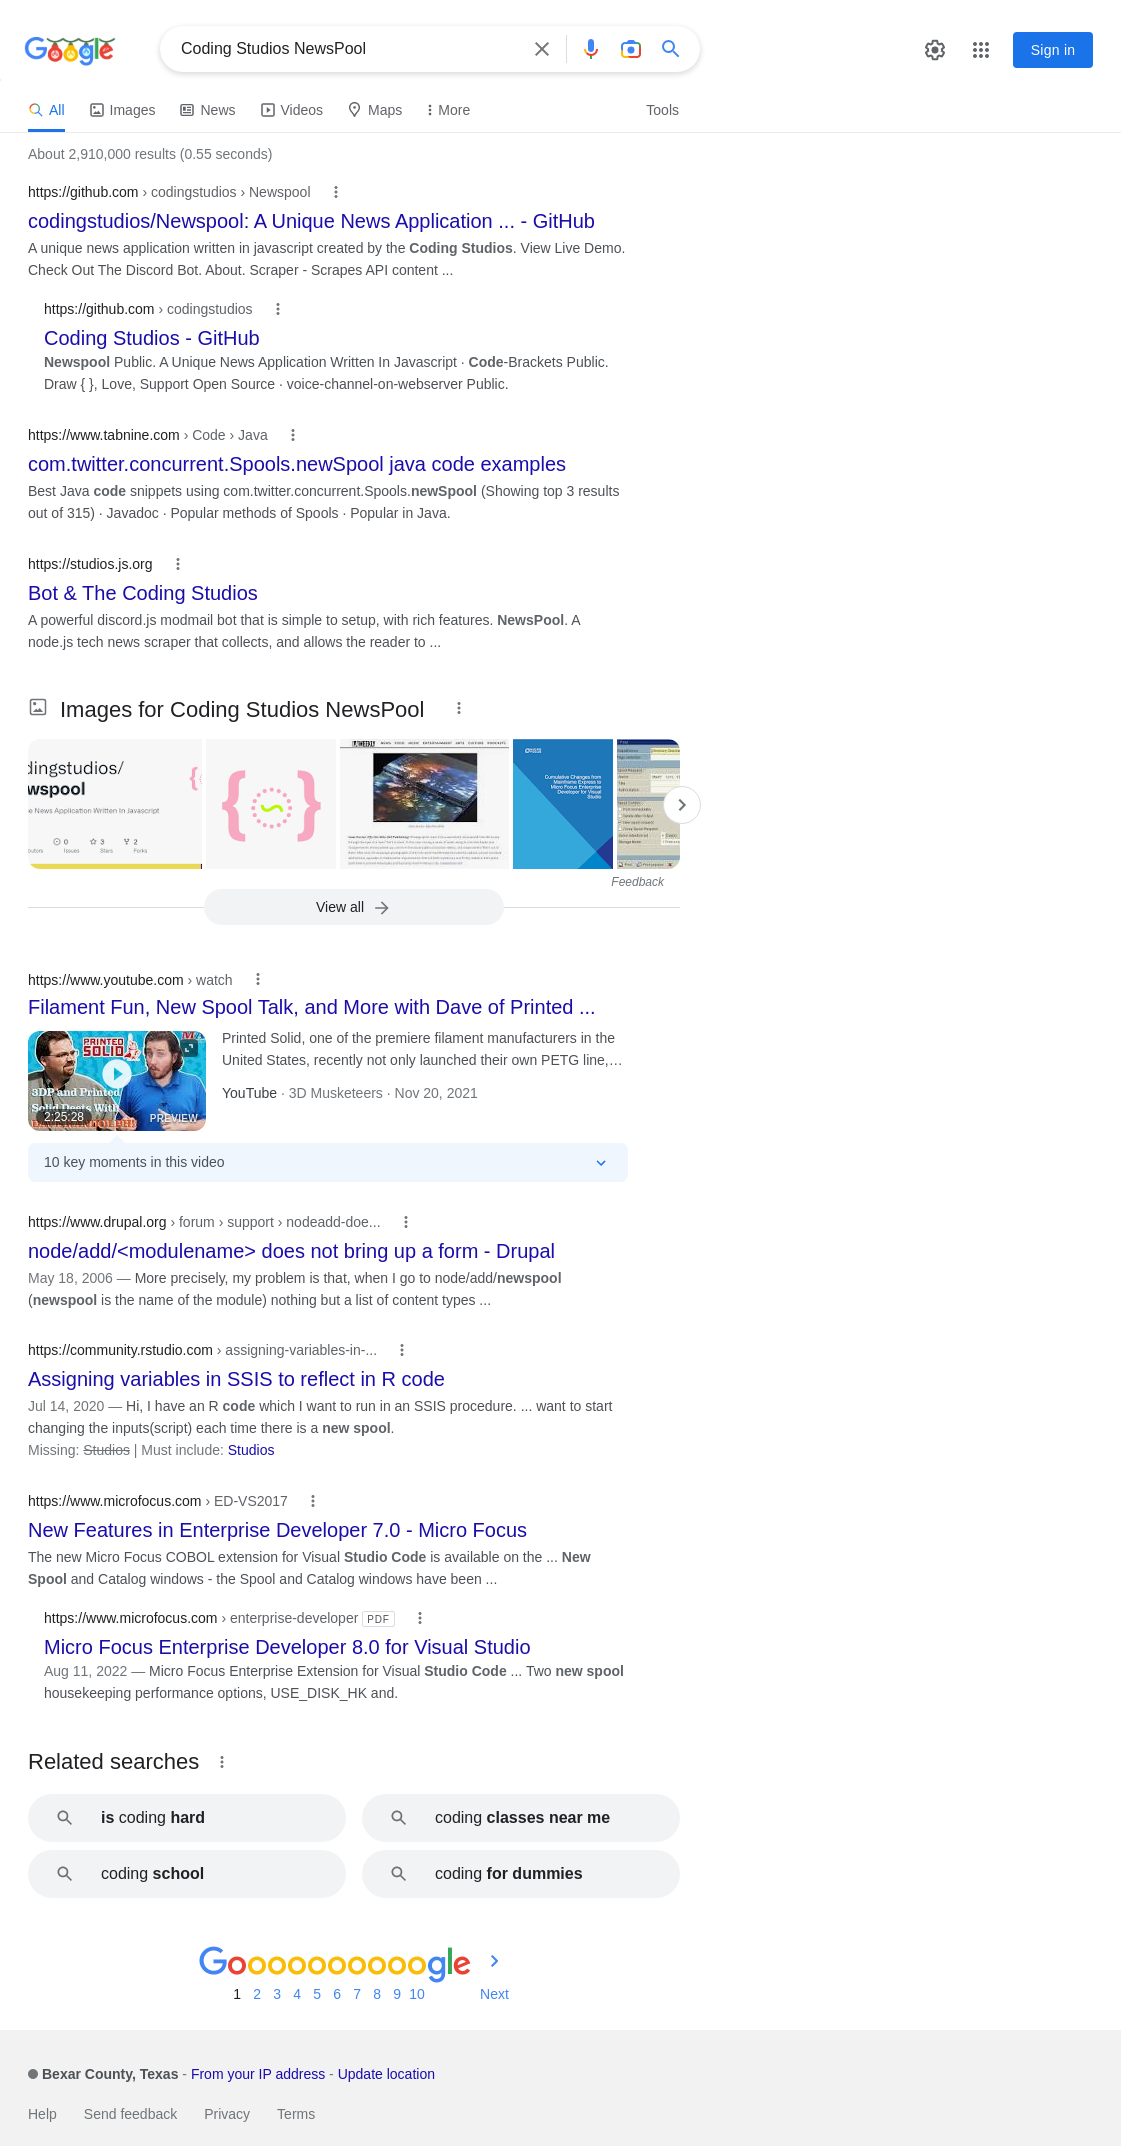 Google
Coding Studios NewsPool
Sign in
All
Images
News
Videos
Maps
More
Tools
About 2,910,000 results (0.55 seconds)
https://github.com › codingstudios › Newspool
codingstudios/Newspool: A Unique News Application ... - GitHub
A unique news application written in javascript created by the Coding Studios. View Live Demo.
Check Out The Discord Bot. About. Scraper - Scrapes API content ...
https://github.com › codingstudios
Coding Studios - GitHub
Newspool Public. A Unique News Application Written In Javascript · Code-Brackets Public.
Draw { }, Love, Support Open Source · voice-channel-on-webserver Public.
https://www.tabnine.com › Code › Java
com.twitter.concurrent.Spools.newSpool java code examples
Best Java code snippets using com.twitter.concurrent.Spools.newSpool (Showing top 3 results
out of 315) · Javadoc · Popular methods of Spools · Popular in Java.
https://studios.js.org
Bot & The Coding Studios
A powerful discord.js modmail bot that is simple to setup, with rich features. NewsPool. A
node.js tech news scraper that collects, and allows the reader to ...
Images for Coding Studios NewsPool
dingstudios/
wspool
e News Application Written In Javascript
0
3
2
Issues
Stars
Forks
Cumulative Changes from
Mainframe Express to
Micro Focus Enterprise
Developer for Visual
Studio
Feedback
View all
https://www.youtube.com › watch
Filament Fun, New Spool Talk, and More with Dave of Printed ...
PRINTED
SOLID
3DP and Printed
Solid Deets With
2:25:28
PREVIEW
Printed Solid, one of the premiere filament manufacturers in the
United States, recently not only launched their own PETG line,…
YouTube · 3D Musketeers · Nov 20, 2021
10 key moments in this video
https://www.drupal.org › forum › support › nodeadd-doe...
node/add/<modulename> does not bring up a form - Drupal
May 18, 2006 — More precisely, my problem is that, when I go to node/add/newspool
(newspool is the name of the module) nothing but a list of content types ...
https://community.rstudio.com › assigning-variables-in-...
Assigning variables in SSIS to reflect in R code
Jul 14, 2020 — Hi, I have an R code which I want to run in an SSIS procedure. ... want to start
changing the inputs(script) each time there is a new spool.
Missing: Studios | Must include: Studios
https://www.microfocus.com › ED-VS2017
New Features in Enterprise Developer 7.0 - Micro Focus
The new Micro Focus COBOL extension for Visual Studio Code is available on the ... New
Spool and Catalog windows - the Spool and Catalog windows have been ...
https://www.microfocus.com › enterprise-developer PDF
Micro Focus Enterprise Developer 8.0 for Visual Studio
Aug 11, 2022 — Micro Focus Enterprise Extension for Visual Studio Code ... Two new spool
housekeeping performance options, USE_DISK_HK and.
Related searches
is coding hard
coding classes near me
coding school
coding for dummies
Goooooooooogle
1 2 3 4 5 6 7 8 9 10 Next
Bexar County, Texas - From your IP address - Update location
Help Send feedback Privacy Terms